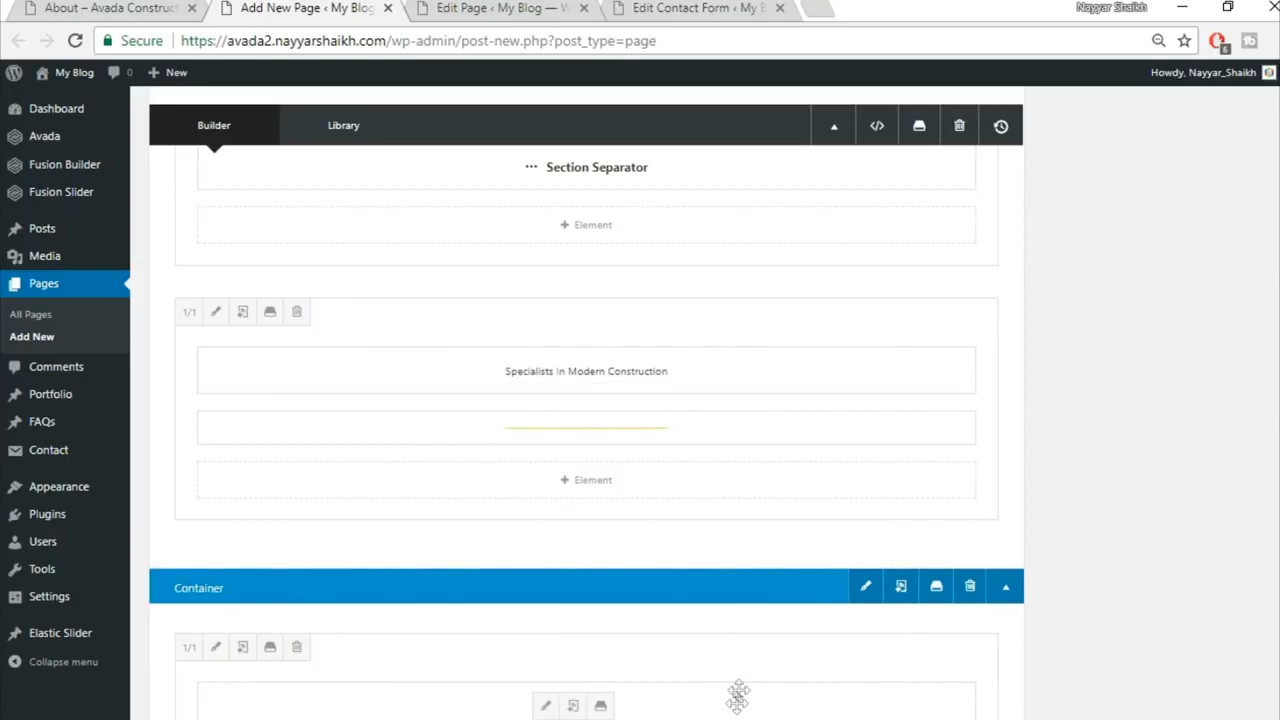 About – Avada Construct
Add New Page ‹ My Blog
Edit Page ‹ My Blog — W
Edit Contact Form ‹ My B
Nayyar Shaikh
Secure
https://avada2.nayyarshaikh.com/wp-admin/post-new.php?post_type=page
6
My Blog
0
New
Howdy, Nayyar_Shaikh
Dashboard
Avada
Fusion Builder
Fusion Slider
Posts
Media
Pages
All Pages
Add New
Comments
Portfolio
FAQs
Contact
Appearance
Plugins
Users
Tools
Settings
Elastic Slider
Collapse menu
Builder
Library
Section Separator
Element
1/1
Specialists In Modern Construction
Element
Container
1/1